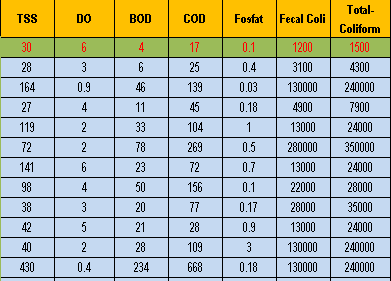 TSS DO BOD COD Fosfat Fecal Coli Total-Coliform
30 6 4 17 0.1 1200 1500
28 3 6 25 0.4 3100 4300
164 0.9 46 139 0.03 130000 240000
27 4 11 45 0.18 4900 7900
119 2 33 104 1 13000 24000
72 2 78 269 0.5 280000 350000
141 6 23 72 0.7 13000 24000
98 4 50 156 0.1 22000 28000
38 3 20 77 0.17 28000 35000
42 5 21 28 0.9 13000 24000
40 2 28 109 3 130000 240000
430 0.4 234 668 0.18 130000 240000